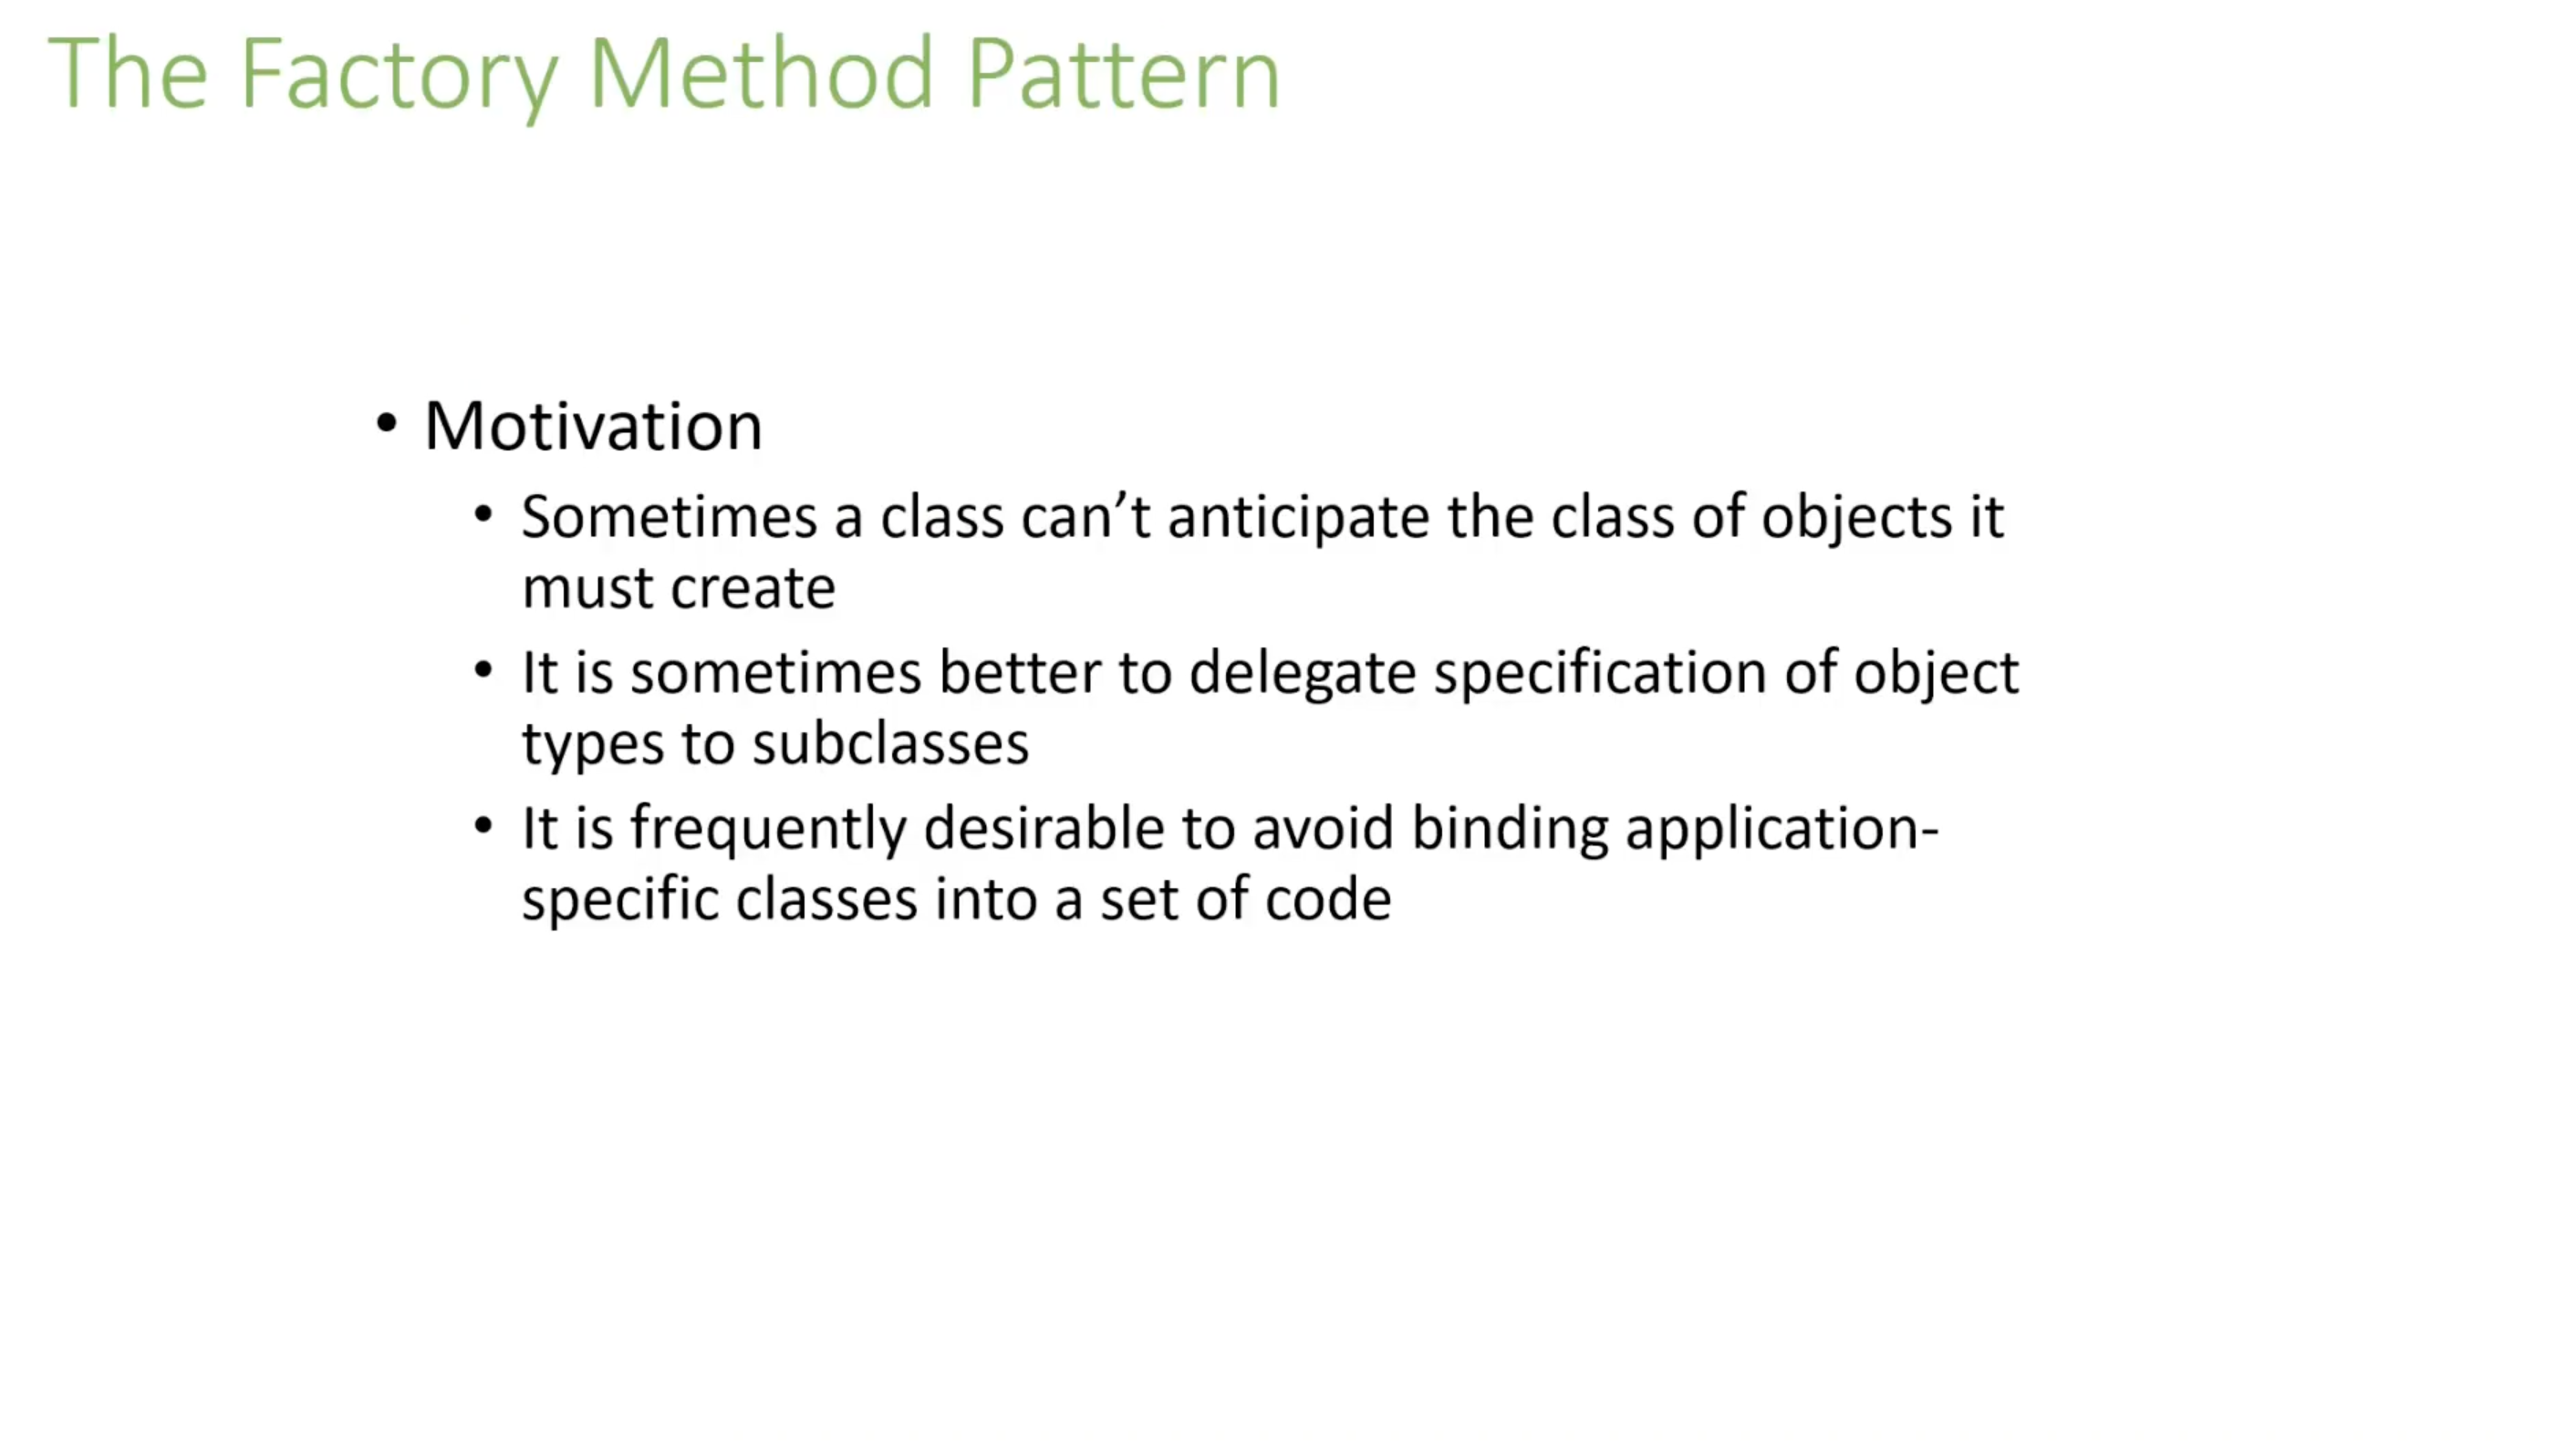 The Factory Method Pattern
• Motivation
• Sometimes a class can’t anticipate the class of objects it
must create
• It is sometimes better to delegate specification of object
types to subclasses
• It is frequently desirable to avoid binding application-
specific classes into a set of code